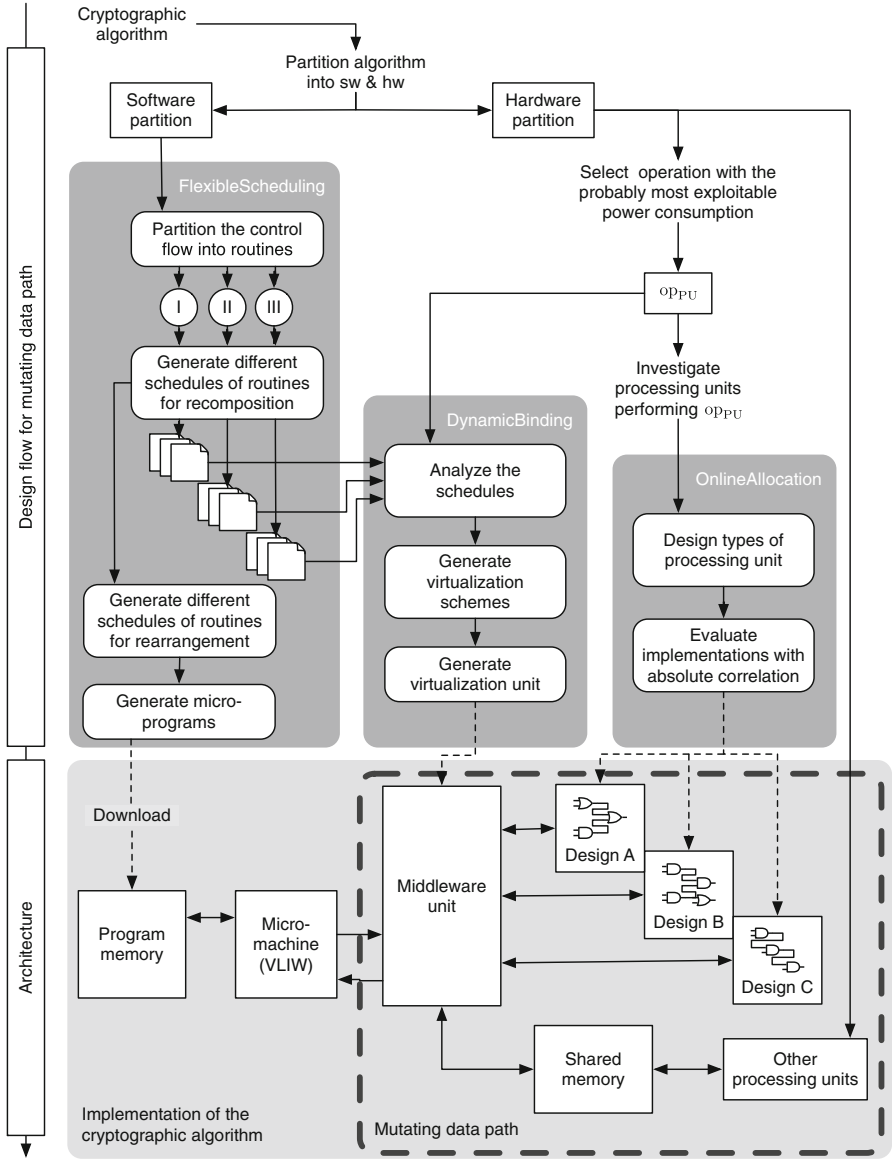 Cryptographic
algorithm
Partition algorithm
into sw & hw
Software
partition
Hardware
partition
Select operation with the
probably most exploitable
power consumption
FlexibleScheduling
Partition the control
flow into routines
I
II
III
opPU
Generate different
schedules of routines
for recomposition
Investigate
processing units
performing opPU
DynamicBinding
Analyze the
schedules
OnlineAllocation
Design types of
processing unit
Generate
virtualization
schemes
Generate different
schedules of routines
for rearrangement
Evaluate
implementations with
absolute correlation
Generate
virtualization unit
Generate micro-
programs
Design flow for mutating data path
Architecture
Download
Middleware
unit
Design A
Design B
Design C
Program
memory
Micro-
machine
(VLIW)
Shared
memory
Other
processing units
Implementation of the
cryptographic algorithm
Mutating data path